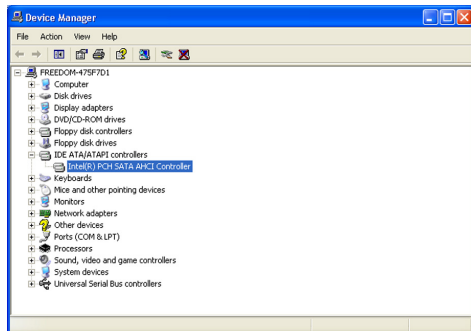 Device Manager
File Action View Help
FREEDOM-475F7D1
Computer
Disk drives
Display adapters
DVD/CD-ROM drives
Floppy disk controllers
Floppy disk drives
IDE ATA/ATAPI controllers
Intel(R) PCH SATA AHCI Controller
Keyboards
Mice and other pointing devices
Monitors
Network adapters
Other devices
Ports (COM & LPT)
Processors
Sound, video and game controllers
System devices
Universal Serial Bus controllers